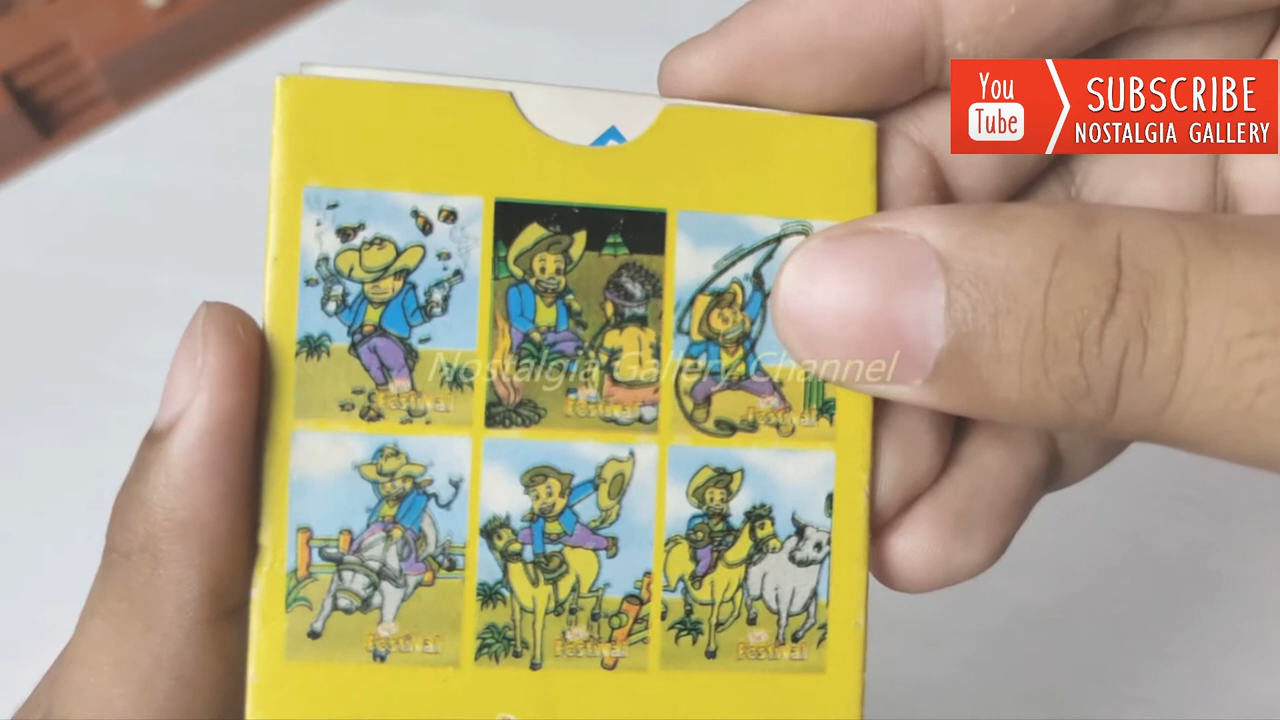 You
Tube
SUBSCRIBE
NOSTALGIA GALLERY
Nostalgia Gallery Channel
Festival
Festival
Festival
Festival
Festival
Festival